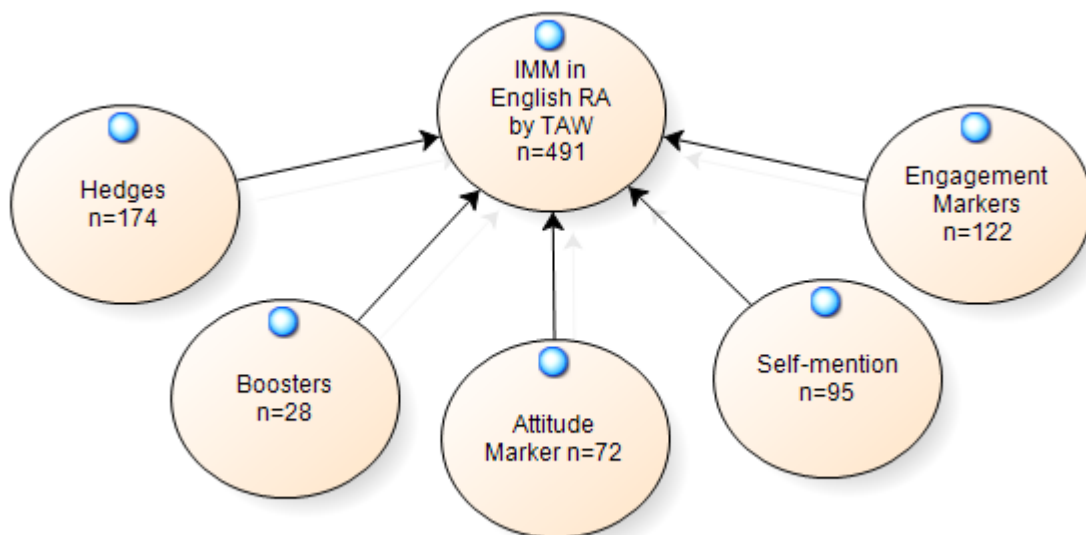 IMM in
English RA
by TAW
n=491
Hedges
n=174
Engagement
Markers
n=122
Boosters
n=28
Attitude
Marker n=72
Self-mention
n=95